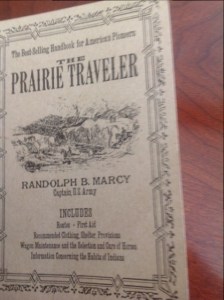 The Best-Selling Handbook for American Pioneers
THE
PRAIRIE TRAVELER
RANDOLPH B. MARCY
Captain, U.S. Army
INCLUDES
Routes • First Aid
Recommended Clothing, Shelter, Provisions
Wagon Maintenance and the Selection and Care of Horses
Information Concerning the Habits of Indians